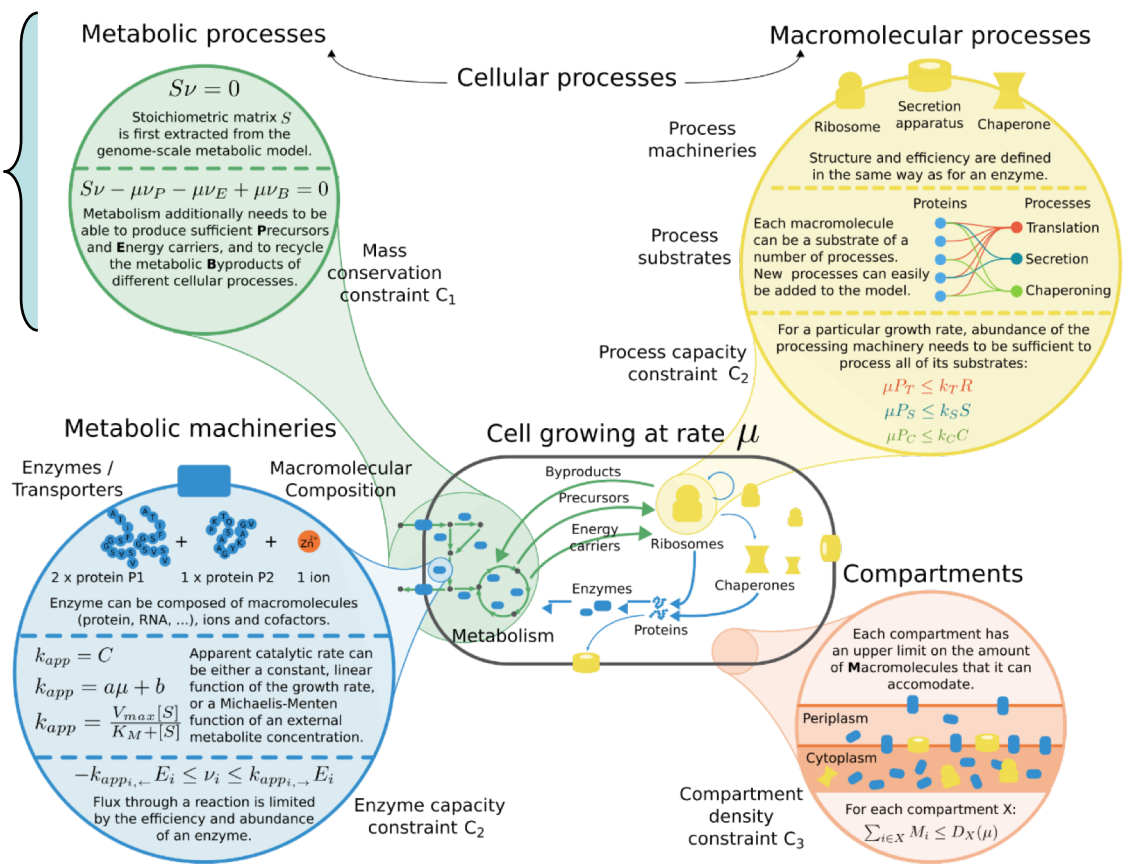 Metabolic processes
Cellular processes
Macromolecular processes
Sν = 0
Stoichiometric matrix S
is first extracted from the
genome-scale metabolic model.
Sν − μν_P − μν_E + μν_B = 0
Metabolism additionally needs to be
able to produce sufficient Precursors
and Energy carriers, and to recycle
the metabolic Byproducts of
different cellular processes.
Mass
conservation
constraint C₁
Process
machineries
Ribosome
Secretion
apparatus
Chaperone
Structure and efficiency are defined
in the same way as for an enzyme.
Process
substrates
Each macromolecule
can be a substrate of a
number of processes.
New processes can easily
be added to the model.
Proteins
Processes
Translation
Secretion
Chaperoning
Process capacity
constraint C₂
For a particular growth rate, abundance of the
processing machinery needs to be sufficient to
process all of its substrates:
μP_T ≤ k_T R
μP_S ≤ k_S S
μP_C ≤ k_C C
Metabolic machineries
Enzymes /
Transporters
Macromolecular
Composition
+
+
Zn²⁺
2 x protein P1
1 x protein P2
1 ion
Enzyme can be composed of macromolecules
(protein, RNA, ...), ions and cofactors.
k_app = C
k_app = aμ + b
k_app = V_max[S] / K_M+[S]
Apparent catalytic rate can
be either a constant, linear
function of the growth rate,
or a Michaelis-Menten
function of an external
metabolite concentration.
−k_app_i,← E_i ≤ ν_i ≤ k_app_i,→ E_i
Flux through a reaction is limited
by the efficiency and abundance
of an enzyme.
Enzyme capacity
constraint C₂
Cell growing at rate μ
Byproducts
Precursors
Energy
carriers
Ribosomes
Chaperones
Enzymes
Proteins
Metabolism
Compartments
Each compartment has
an upper limit on the amount
of Macromolecules that it can
accomodate.
Periplasm
Cytoplasm
For each compartment X:
∑_i∈X M_i ≤ D_X(μ)
Compartment
density
constraint C₃